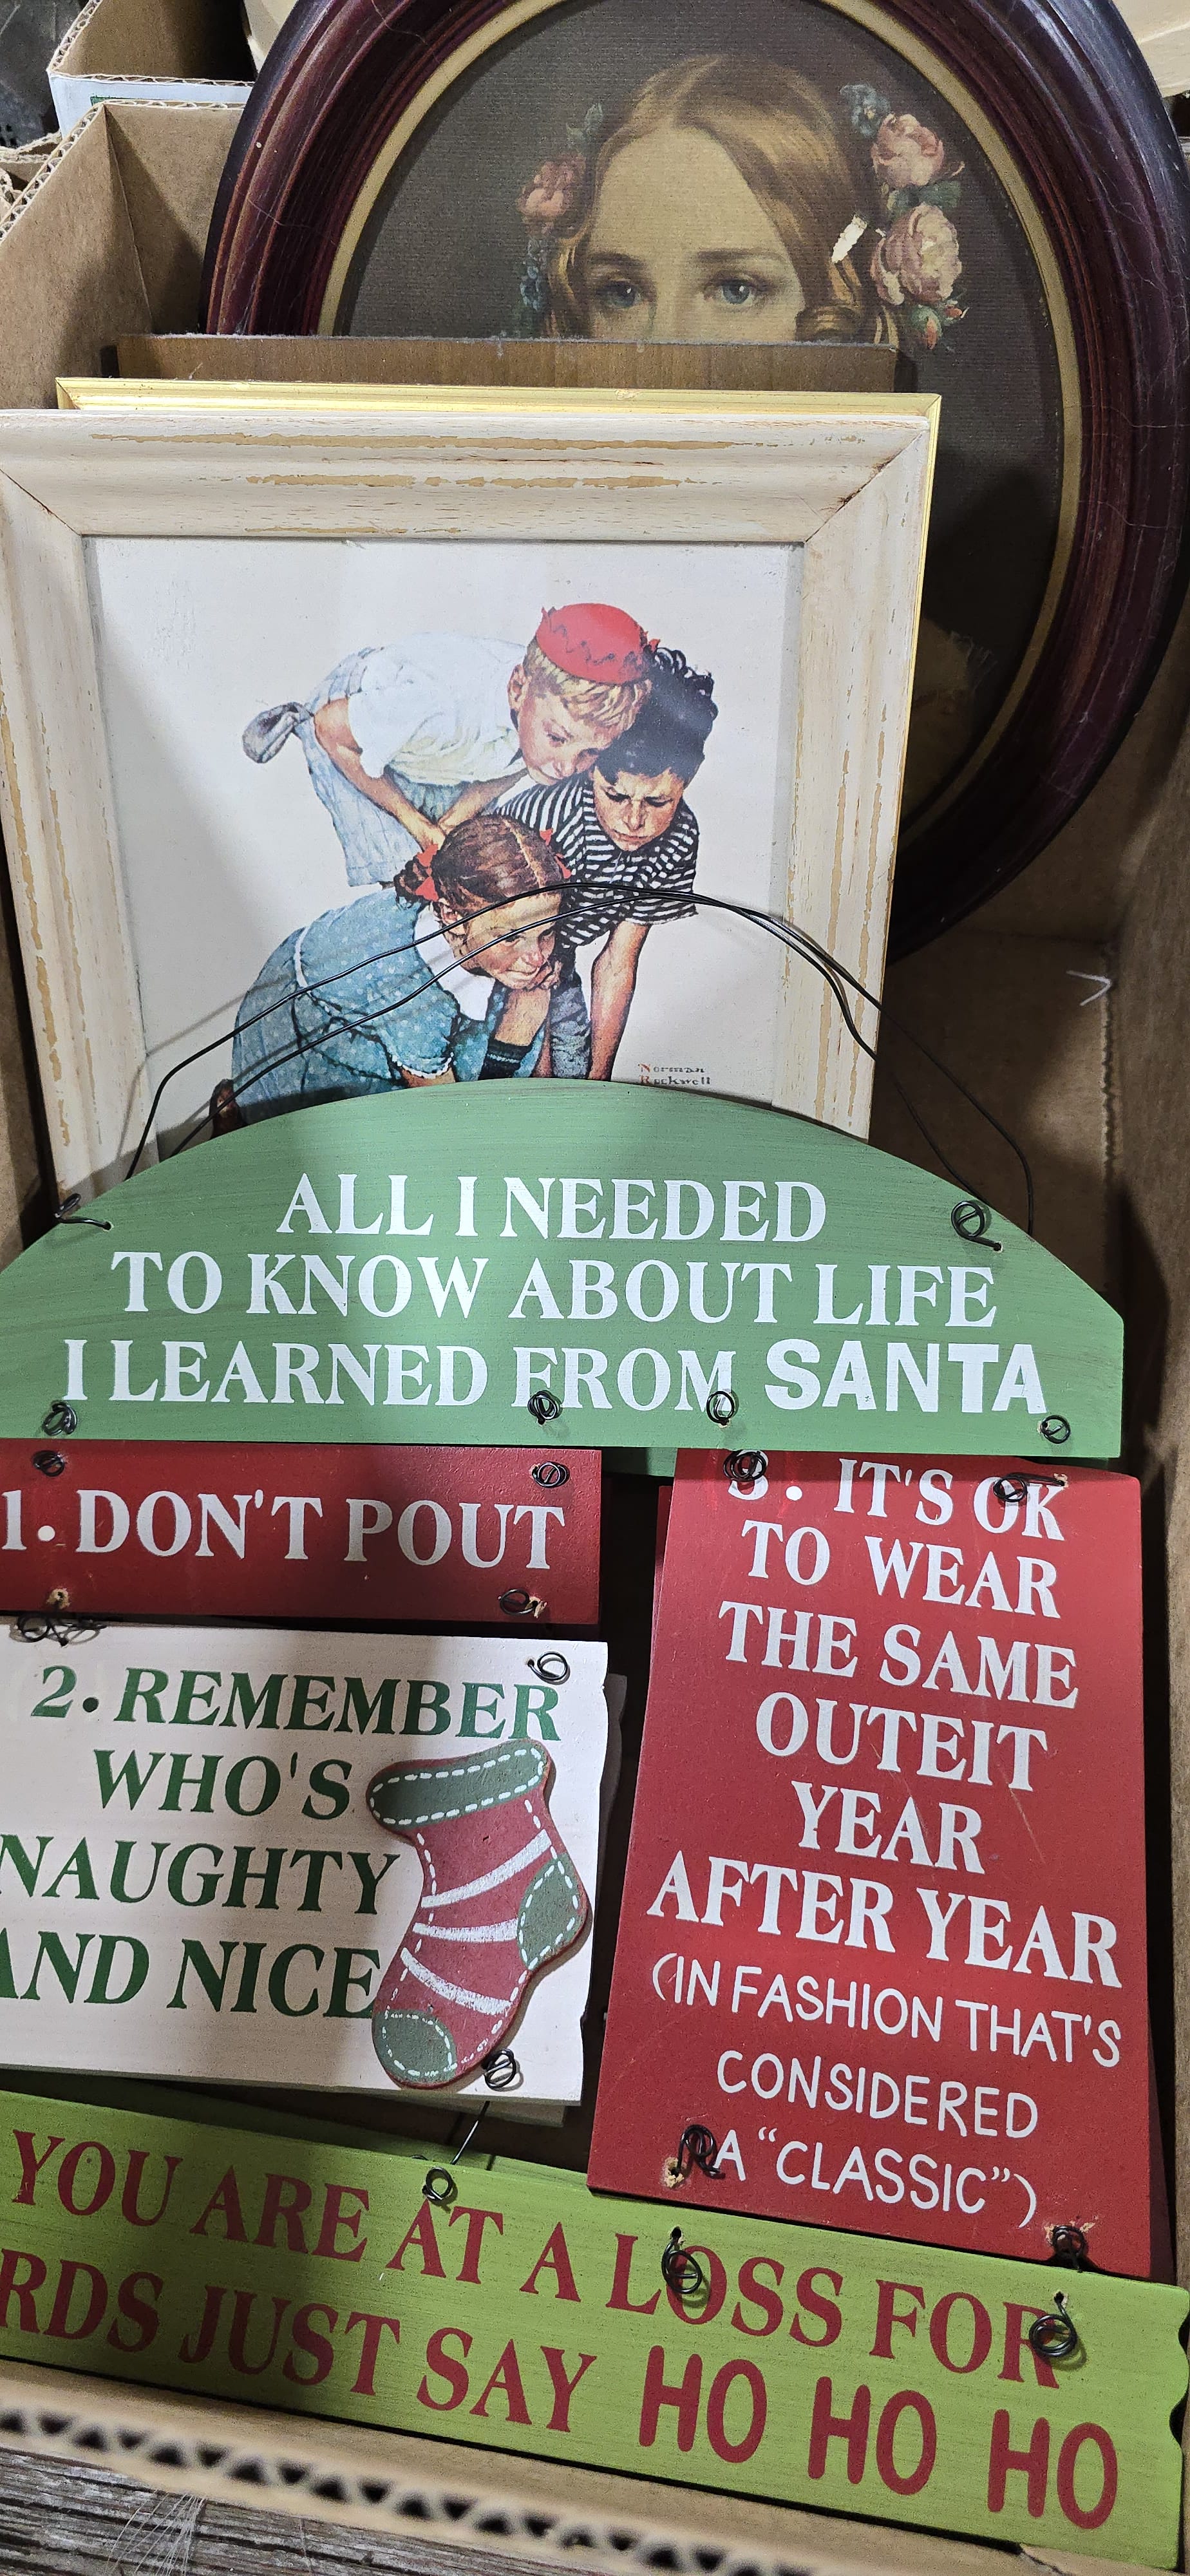 Norman
Rockwell
ALL I NEEDED
TO KNOW ABOUT LIFE
I LEARNED FROM SANTA
1. DON'T POUT
2. REMEMBER
WHO'S
NAUGHTY
AND NICE
3. IT'S OK
TO WEAR
THE SAME
OUTEIT
YEAR
AFTER YEAR
(IN FASHION THAT'S
CONSIDERED
A "CLASSIC")
YOU ARE AT A LOSS FOR
RDS JUST SAY HO HO HO